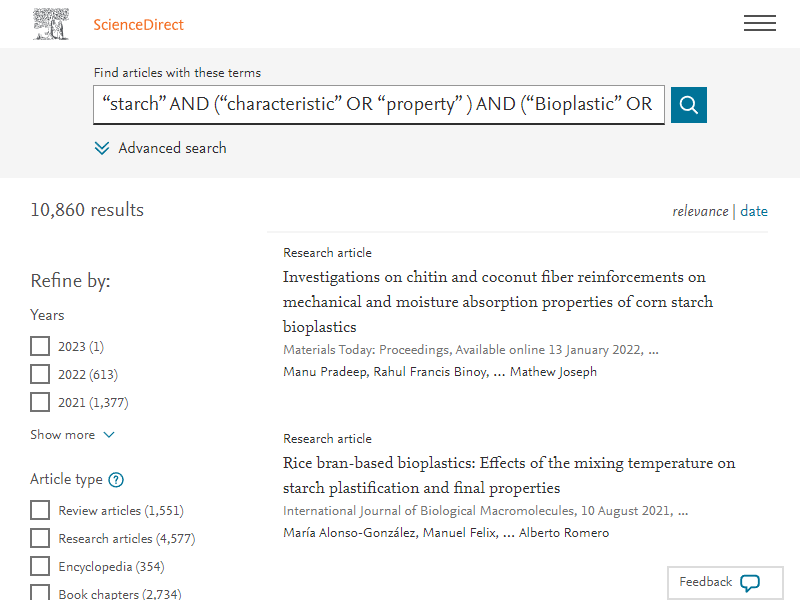 ScienceDirect
Find articles with these terms
“starch” AND (“characteristic” OR “property” ) AND (“Bioplastic” OR
Advanced search
10,860 results
relevance | date
Refine by:
Years
2023 (1)
2022 (613)
2021 (1,377)
Show more
Article type ?
Review articles (1,551)
Research articles (4,577)
Encyclopedia (354)
Book chapters (2,734)
Research article
Investigations on chitin and coconut fiber reinforcements on
mechanical and moisture absorption properties of corn starch
bioplastics
Materials Today: Proceedings, Available online 13 January 2022, ...
Manu Pradeep, Rahul Francis Binoy, ... Mathew Joseph
Research article
Rice bran-based bioplastics: Effects of the mixing temperature on
starch plastification and final properties
International Journal of Biological Macromolecules, 10 August 2021, ...
María Alonso-González, Manuel Felix, ... Alberto Romero
Feedback